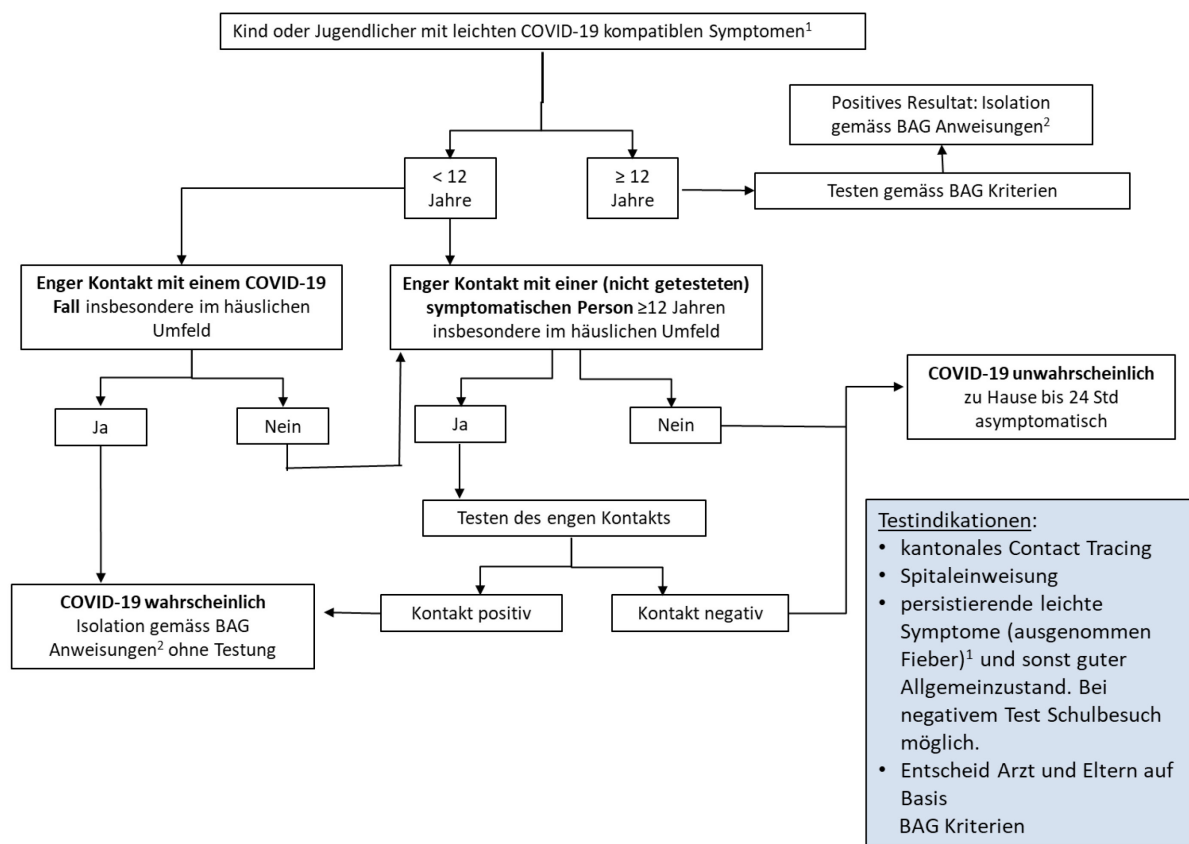 Kind oder Jugendlicher mit leichten COVID-19 kompatiblen Symptomen¹
Positives Resultat: Isolation
gemäss BAG Anweisungen²
< 12
Jahre
≥ 12
Jahre
Testen gemäss BAG Kriterien
Enger Kontakt mit einem COVID-19
Fall insbesondere im häuslichen
Umfeld
Enger Kontakt mit einer (nicht getesteten)
symptomatischen Person ≥12 Jahren
insbesondere im häuslichen Umfeld
Ja
Nein
Ja
Nein
COVID-19 unwahrscheinlich
zu Hause bis 24 Std
asymptomatisch
Testen des engen Kontakts
COVID-19 wahrscheinlich
Isolation gemäss BAG
Anweisungen² ohne Testung
Kontakt positiv
Kontakt negativ
Testindikationen:
• kantonales Contact Tracing
• Spitaleinweisung
• persistierende leichte
Symptome (ausgenommen
Fieber)¹ und sonst guter
Allgemeinzustand. Bei
negativem Test Schulbesuch
möglich.
• Entscheid Arzt und Eltern auf
Basis
BAG Kriterien